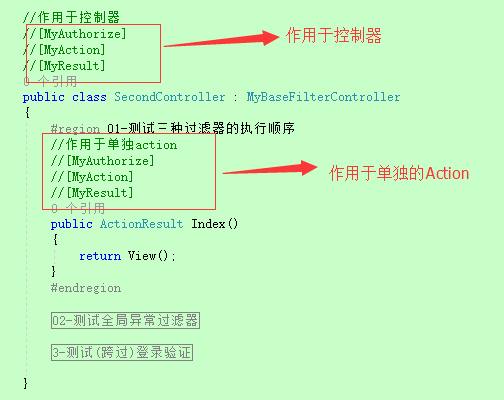 //作用于控制器
//[MyAuthorize]
//[MyAction]
//[MyResult]
作用于控制器
0 个引用
public class SecondController : MyBaseFilterController
{
#region 01-测试三种过滤器的执行顺序
//作用于单独action
//[MyAuthorize]
//[MyAction]
//[MyResult]
作用于单独的Action
0 个引用
public ActionResult Index()
{
return View();
}
#endregion
02-测试全局异常过滤器
3-测试(跨过)登录验证
}